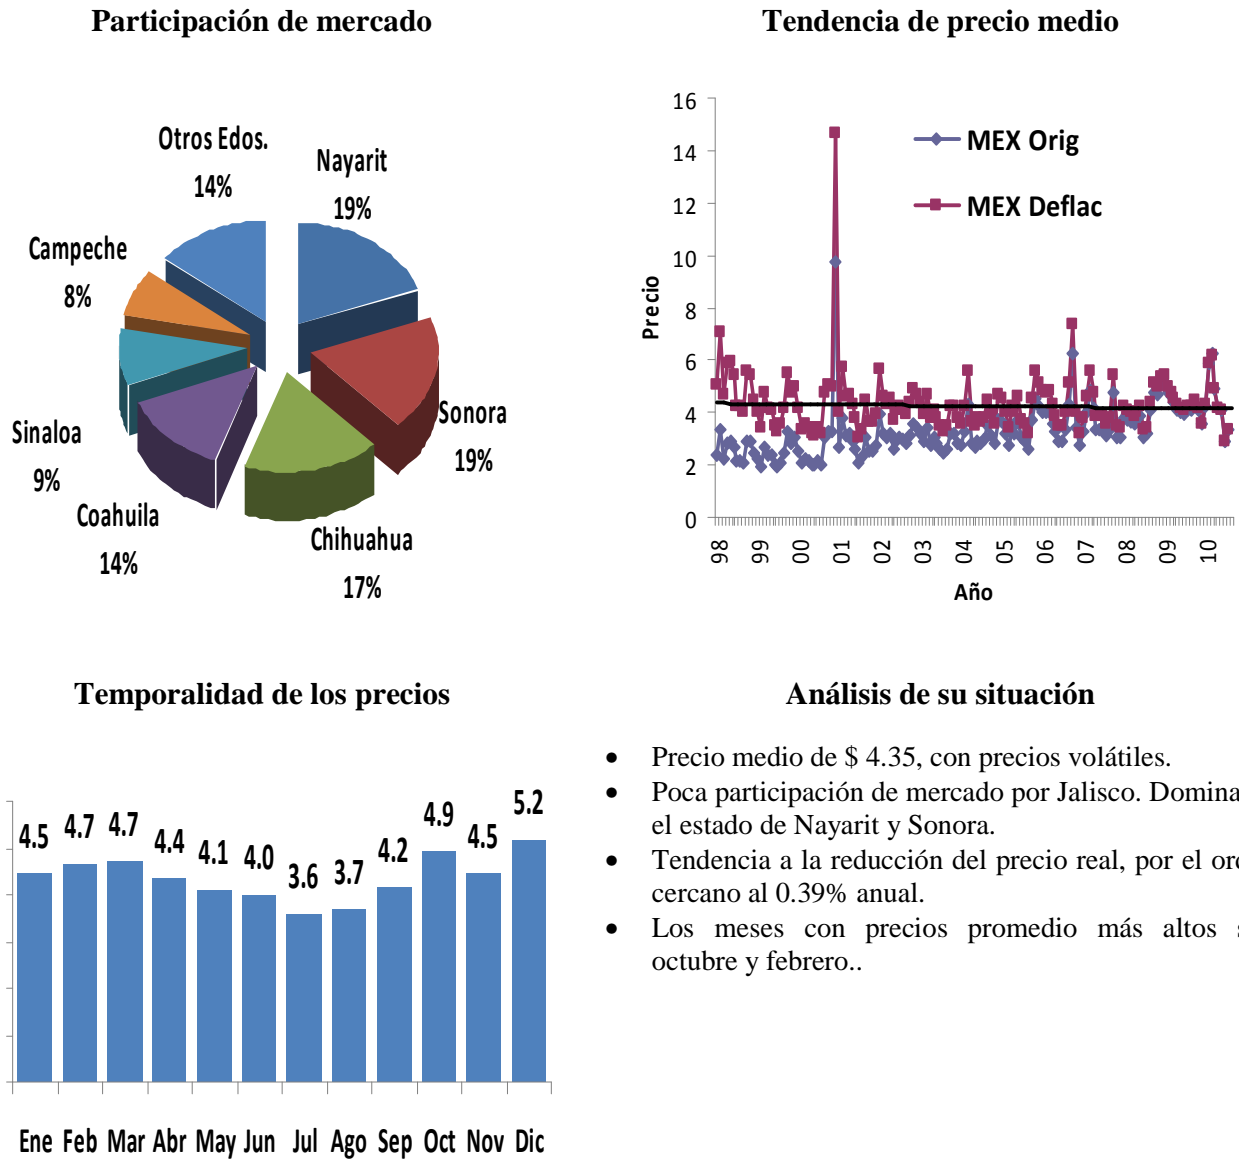 Participación de mercado
Otros Edos.
14%
Nayarit
19%
Campeche
8%
Sinaloa
9%
Coahuila
14%
Chihuahua
17%
Sonora
19%
Tendencia de precio medio
16
14
12
10
8
6
4
2
0
Precio
MEX Orig
MEX Deflac
98 99 00 01 02 03 04 05 06 07 08 09 10
Año
Temporalidad de los precios
4.5 4.7 4.7 4.4 4.1 4.0 3.6 3.7 4.2 4.9 4.5 5.2
Ene Feb Mar Abr May Jun Jul Ago Sep Oct Nov Dic
Análisis de su situación
• Precio medio de $ 4.35, con precios volátiles.
• Poca participación de mercado por Jalisco. Domina
el estado de Nayarit y Sonora.
• Tendencia a la reducción del precio real, por el
cercano al 0.39% anual.
• Los meses con precios promedio más altos
octubre y febrero..